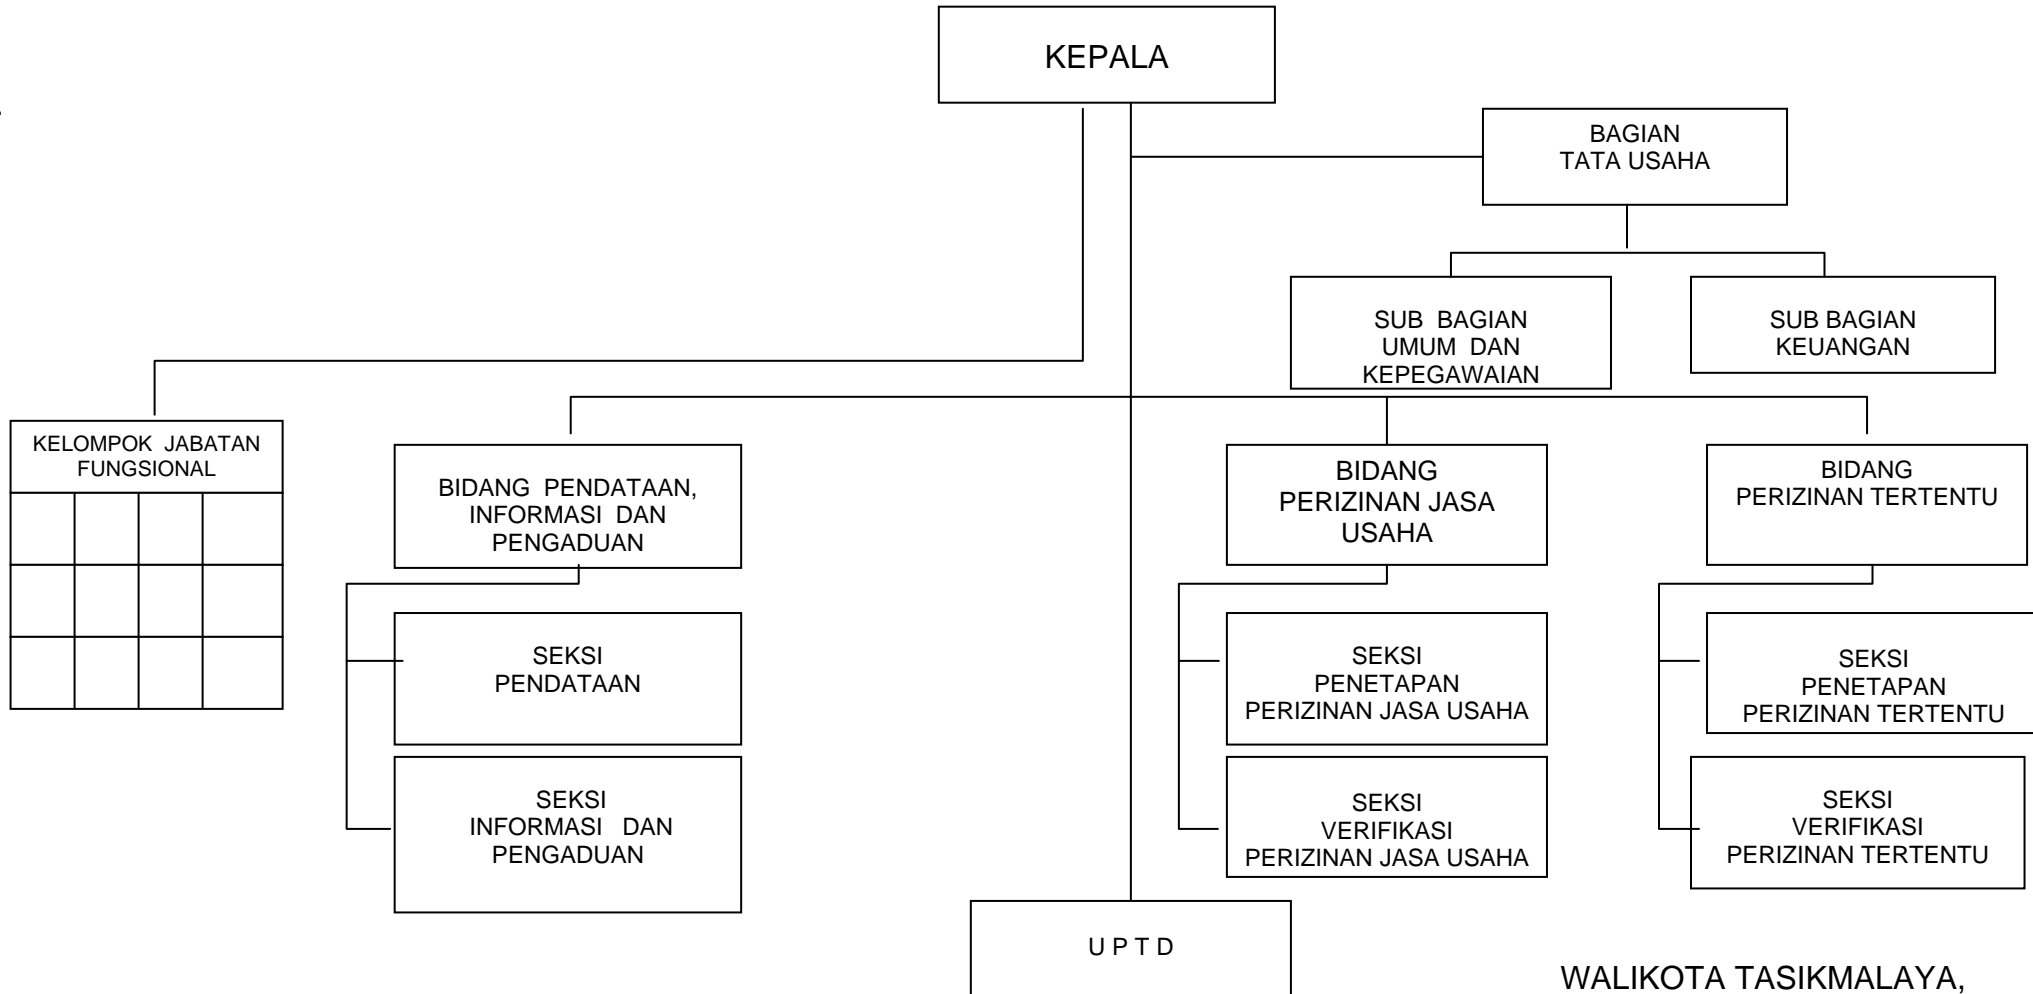 KEPALA
BAGIAN
TATA USAHA
SUB BAGIAN
UMUM DAN
KEPEGAWAIAN
SUB BAGIAN
KEUANGAN
KELOMPOK JABATAN
FUNGSIONAL
BIDANG PENDATAAN,
INFORMASI DAN
PENGADUAN
BIDANG
PERIZINAN JASA
USAHA
BIDANG
PERIZINAN TERTENTU
SEKSI
PENDATAAN
SEKSI
PENETAPAN
PERIZINAN JASA USAHA
SEKSI
PENETAPAN
PERIZINAN TERTENTU
SEKSI
INFORMASI DAN
PENGADUAN
SEKSI
VERIFIKASI
PERIZINAN JASA USAHA
SEKSI
VERIFIKASI
PERIZINAN TERTENTU
U P T D
WALIKOTA TASIKMALAYA,